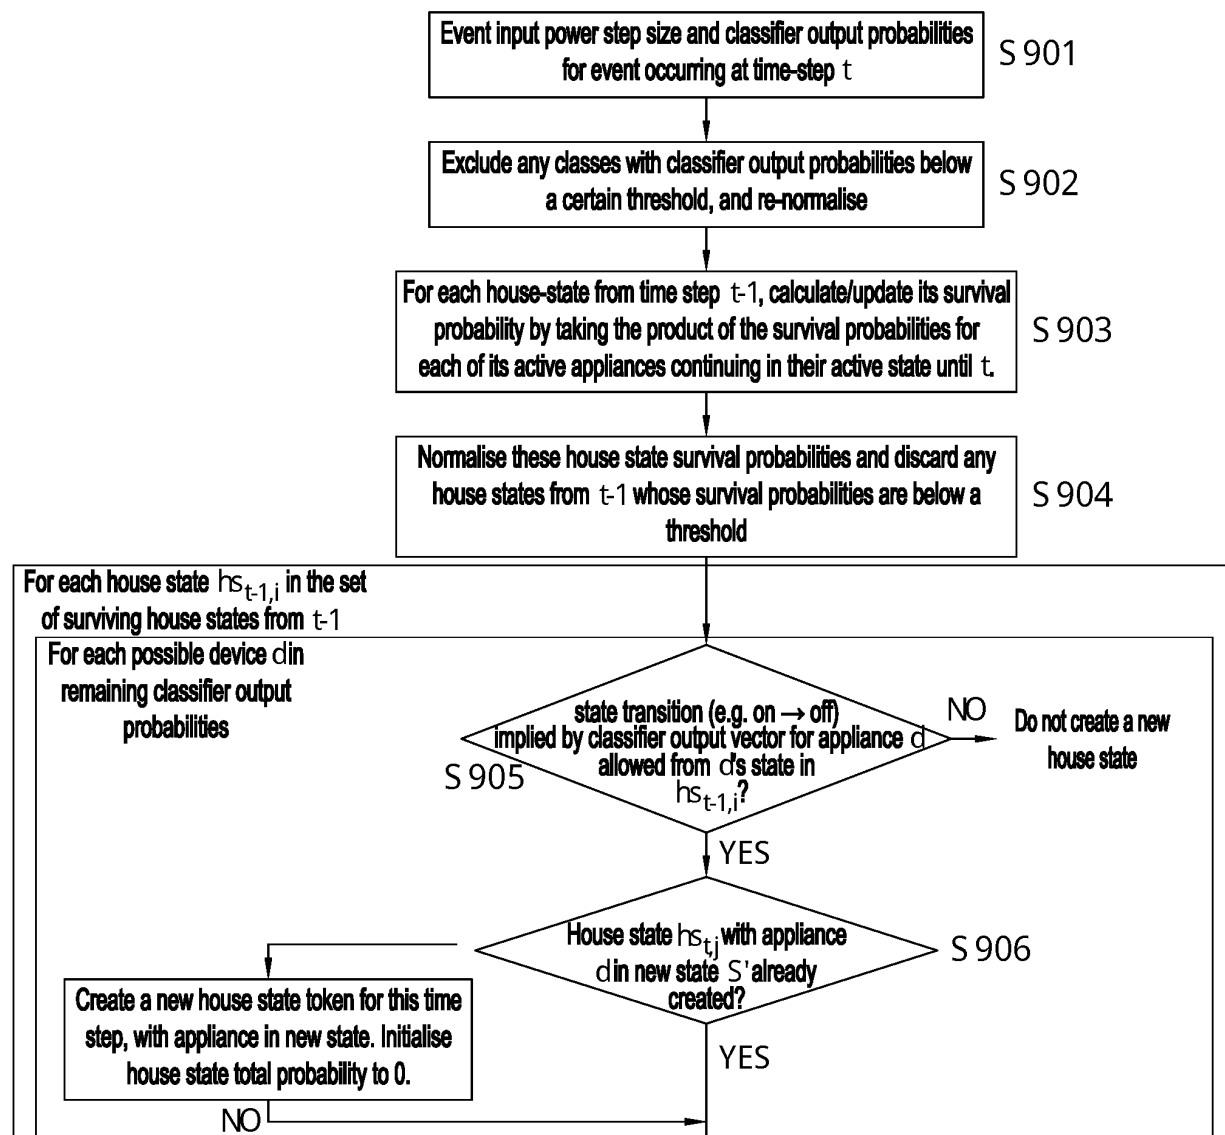 Event input power step size and classifier output probabilities
for event occurring at time-step t
S901
Exclude any classes with classifier output probabilities below
a certain threshold, and re-normalise
S902
For each house-state from time step t-1, calculate/update its survival
probability by taking the product of the survival probabilities for
each of its active appliances continuing in their active state until t.
S903
Normalise these house state survival probabilities and discard any
house states from t-1 whose survival probabilities are below a
threshold
S904
For each house state hs_{t-1,i} in the set
of surviving house states from t-1
For each possible device d in
remaining classifier output
probabilities
state transition (e.g. on → off)
implied by classifier output vector for appliance d
allowed from d's state in
hs_{t-1,i}?
S905
NO
Do not create a new
house state
YES
House state hs_{t,j} with appliance
d in new state S' already
created?
S906
Create a new house state token for this time
step, with appliance in new state. Initialise
house state total probability to 0.
YES
NO